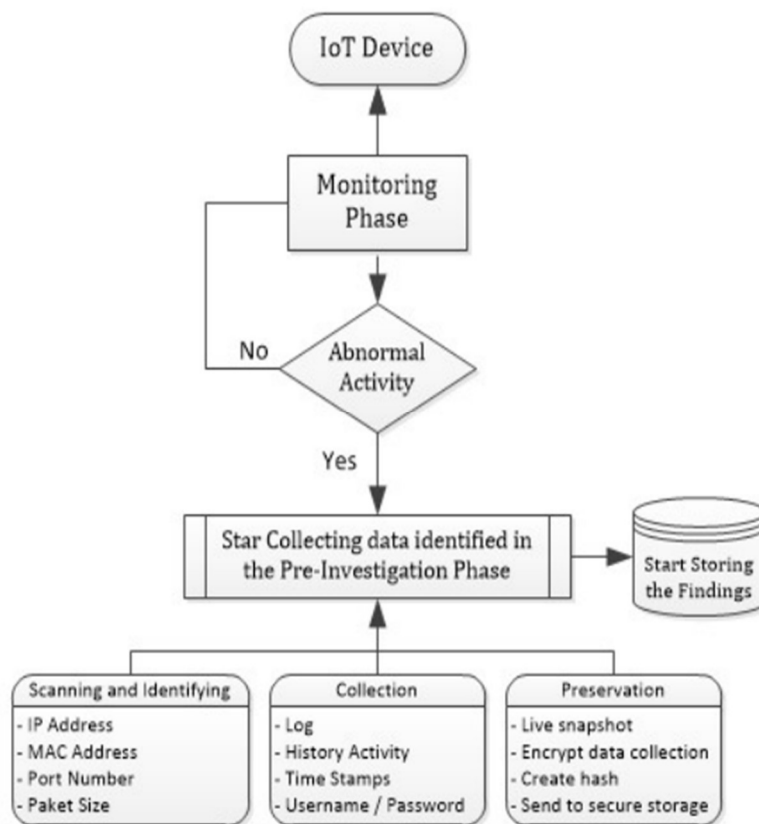 IoT Device
Monitoring
Phase
No
Abnormal
Activity
Yes
Star Collecting data identified in
the Pre-Investigation Phase
Start Storing
the Findings
Scanning and Identifying
- IP Address
- MAC Address
- Port Number
- Paket Size
Collection
- Log
- History Activity
- Time Stamps
- Username / Password
Preservation
- Live snapshot
- Encrypt data collection
- Create hash
- Send to secure storage